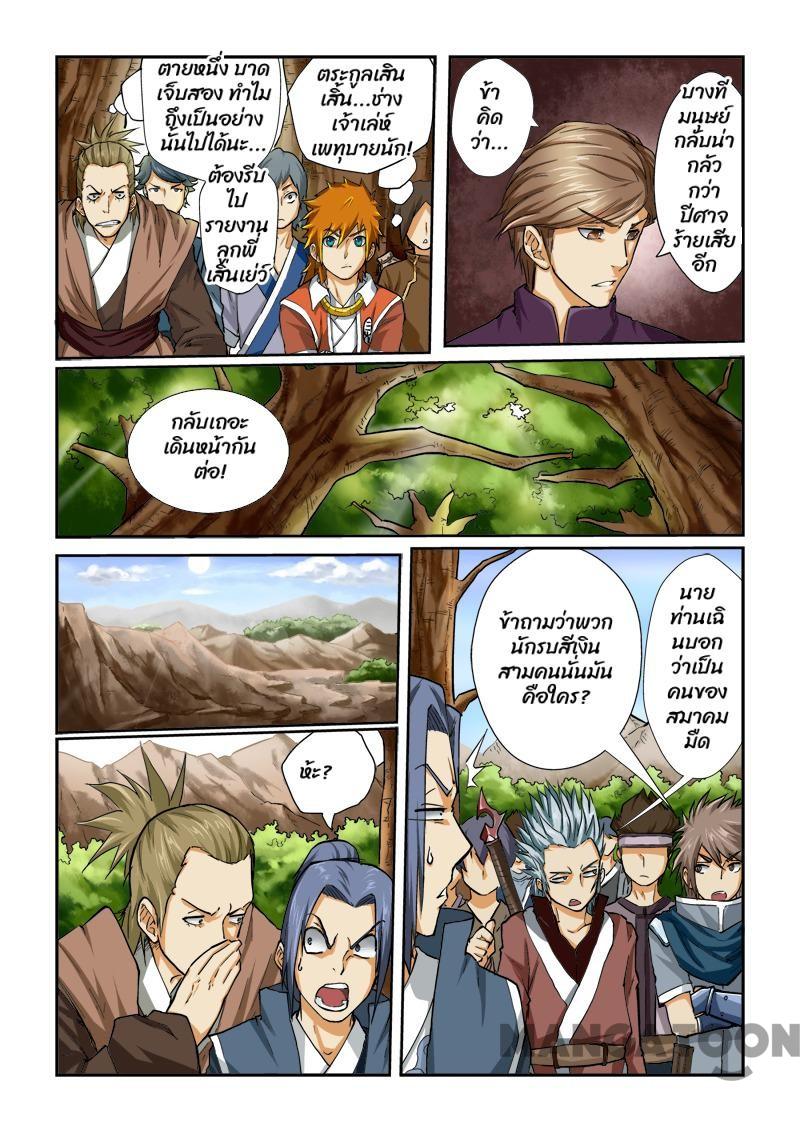 ตายหนึ่ง บาด
เจ็บสอง ทำไม
ถึงเป็นอย่าง
นั้นไปได้นะ...
ต้องรีบ
ไป
รายงาน
ลูกพี่
เสิ้นเย่ว์
ตระกูลเสิน
เสิ้น...ช่าง
เจ้าเล่ห์
เพทุบายนัก!
ข้า
คิด
ว่า...
บางที
มนุษย์
กลับน่า
กลัว
กว่า
ปีศาจ
ร้ายเสีย
อีก
กลับเถอะ
เดินหน้ากัน
ต่อ!
ห้ะ?
ข้าถามว่าพวก
นักรบสีเงิน
สามคนนั่นมัน
คือใคร?
นาย
ท่านเฉิ
นบอก
ว่าเป็น
คนของ
สมาคม
มืด
MANGATOON